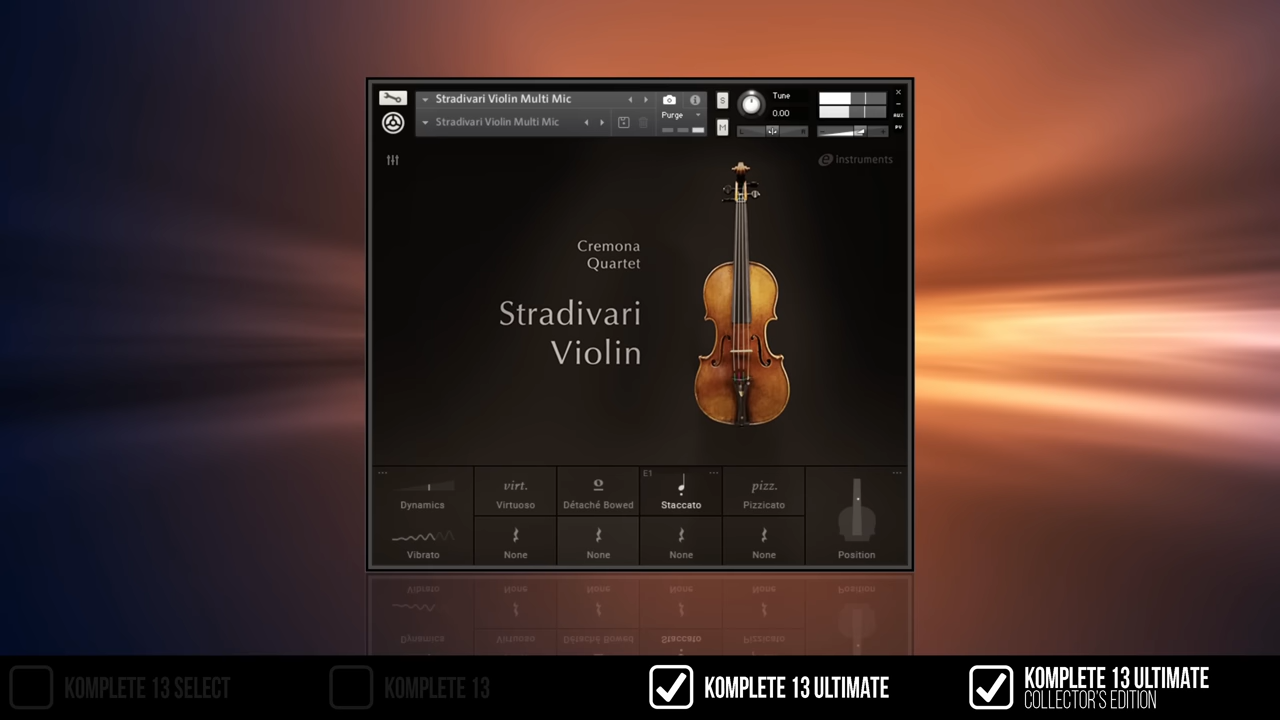 Stradivari Violin Multi Mic
Stradivari Violin Multi Mic
Purge
S
M
Tune
0.00
L R
AUX
PV
instruments
Cremona
Quartet
Stradivari
Violin
E1
virt.
pizz.
Dynamics
Virtuoso
Détaché Bowed
Staccato
Pizzicato
Vibrato
None
None
None
None
Position
KOMPLETE 13 SELECT
KOMPLETE 13
KOMPLETE 13 ULTIMATE
KOMPLETE 13 ULTIMATE
COLLECTOR'S EDITION